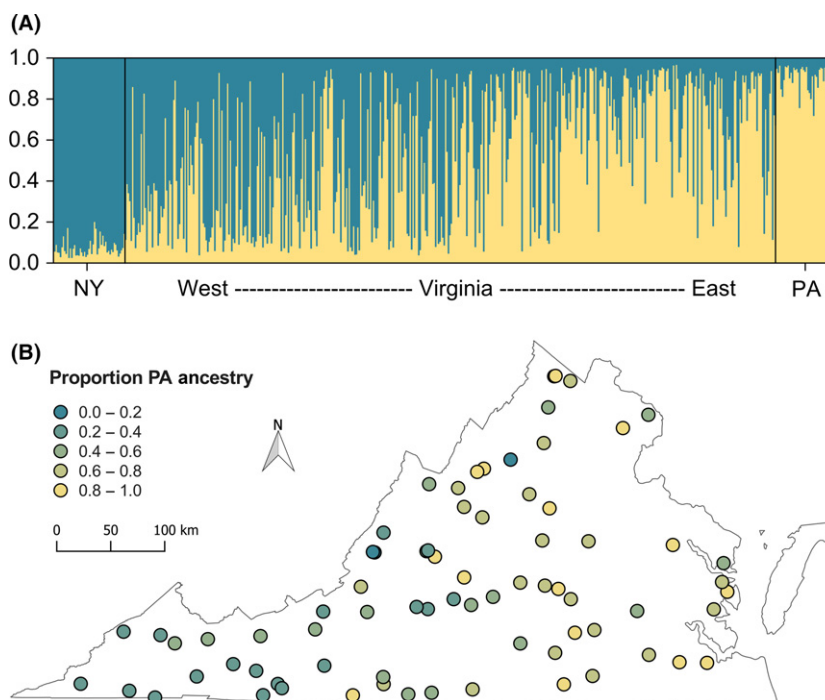 (A)
1.0
0.8
0.6
0.4
0.2
0.0
NY
West ----------------------- Virginia ----------------------- East
PA
(B)
Proportion PA ancestry
0.0 – 0.2
0.2 – 0.4
0.4 – 0.6
0.6 – 0.8
0.8 – 1.0
N
0 50 100 km